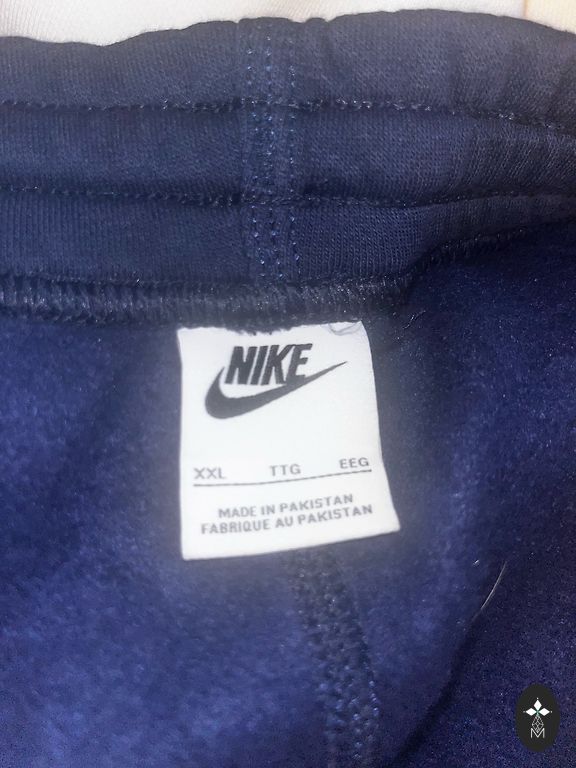 NIKE
XXL TTG EEG
MADE IN PAKISTAN
FABRIQUE AU PAKISTAN
M